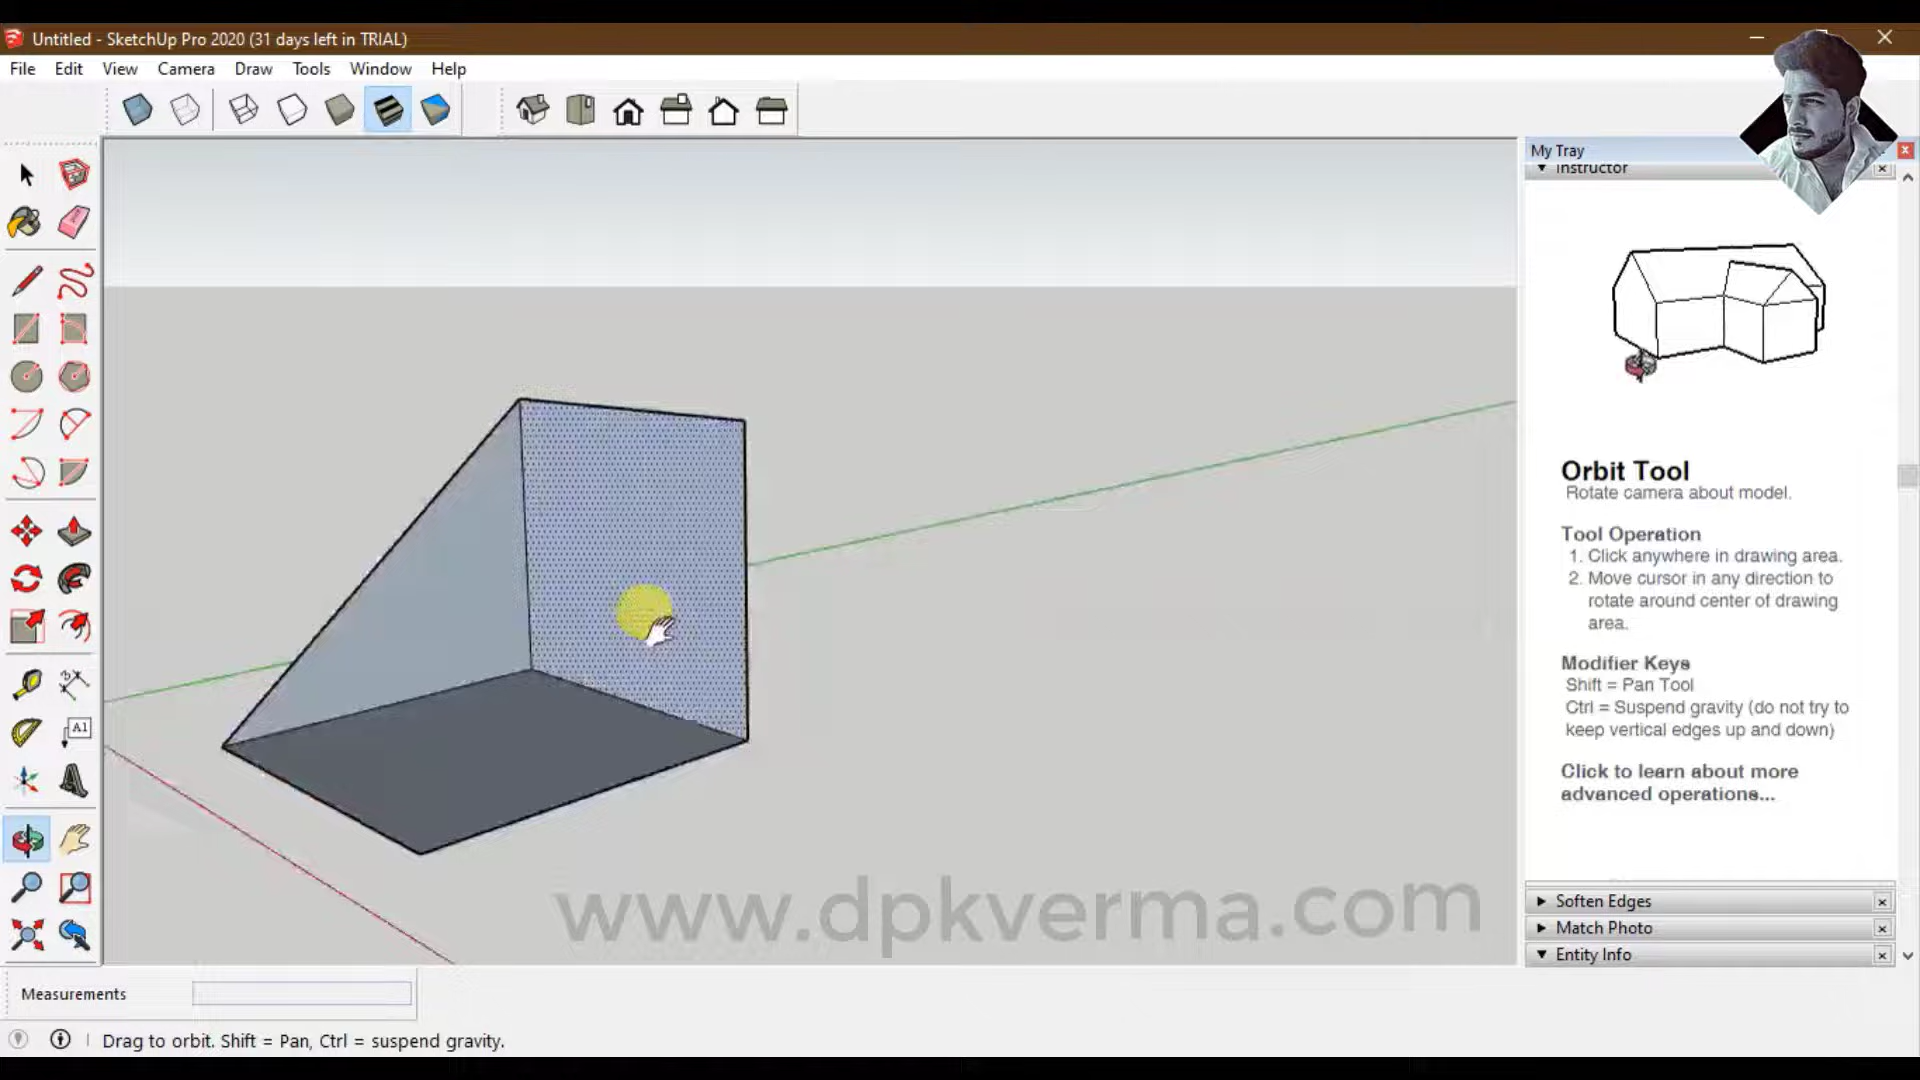 Untitled - SketchUp Pro 2020 (31 days left in TRIAL)
File Edit View Camera Draw Tools Window Help
My Tray
Instructor
Orbit Tool
Rotate camera about model.
Tool Operation
1. Click anywhere in drawing area.
2. Move cursor in any direction to
rotate around center of drawing
area.
Modifier Keys
Shift = Pan Tool
Ctrl = Suspend gravity (do not try to
keep vertical edges up and down)
Click to learn about more
advanced operations...
A1
www.dpkverma.com
Soften Edges
Match Photo
Entity Info
Measurements
Drag to orbit. Shift = Pan, Ctrl = suspend gravity.